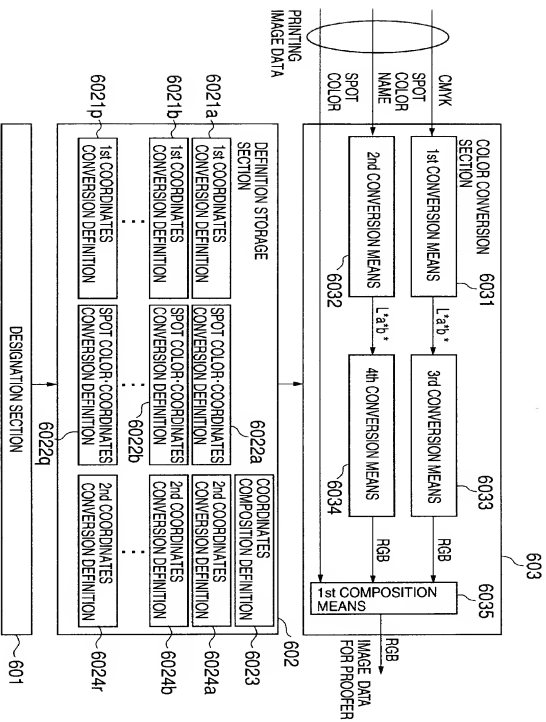 PRINTING
IMAGE DATA
CMYK
SPOT
COLOR
NAME
SPOT
COLOR
COLOR CONVERSION
SECTION
603
1st CONVERSION MEANS
6031
L*a*b*
3rd CONVERSION MEANS
6033
RGB
2nd CONVERSION MEANS
6032
L*a*b*
4th CONVERSION MEANS
6034
RGB
1st COMPOSITION
MEANS
6035
RGB
IMAGE DATA
FOR PROOFER
DEFINITION STORAGE
SECTION
602
COORDINATES
COMPOSITION DEFINITION
6023
6021a
1st COORDINATES
CONVERSION DEFINITION
SPOT COLOR·COORDINATES
CONVERSION DEFINITION
6022a
2nd COORDINATES
CONVERSION DEFINITION
6024a
6021b
1st COORDINATES
CONVERSION DEFINITION
SPOT COLOR·COORDINATES
CONVERSION DEFINITION
6022b
2nd COORDINATES
CONVERSION DEFINITION
6024b
...
...
...
6021p
1st COORDINATES
CONVERSION DEFINITION
SPOT COLOR·COORDINATES
CONVERSION DEFINITION
6022q
2nd COORDINATES
CONVERSION DEFINITION
6024r
DESIGNATION SECTION
601